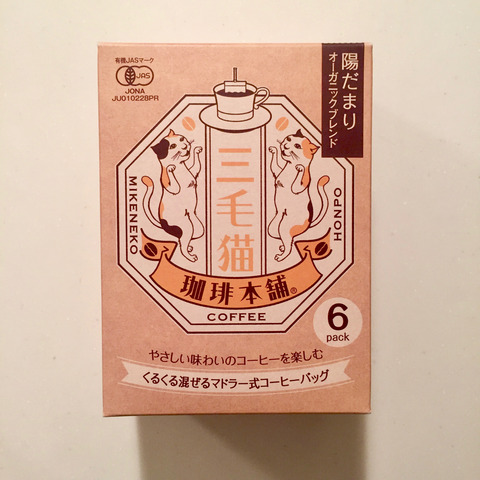 有機JASマーク
JAS
JONA
JU010228PR
陽だまり
オーガニックブレンド
三毛猫
MIKENEKO
HONPO
珈琲本舗®
COFFEE
6
pack
やさしい味わいのコーヒーを楽しむ
くるくる混ぜるマドラー式コーヒーバッグ